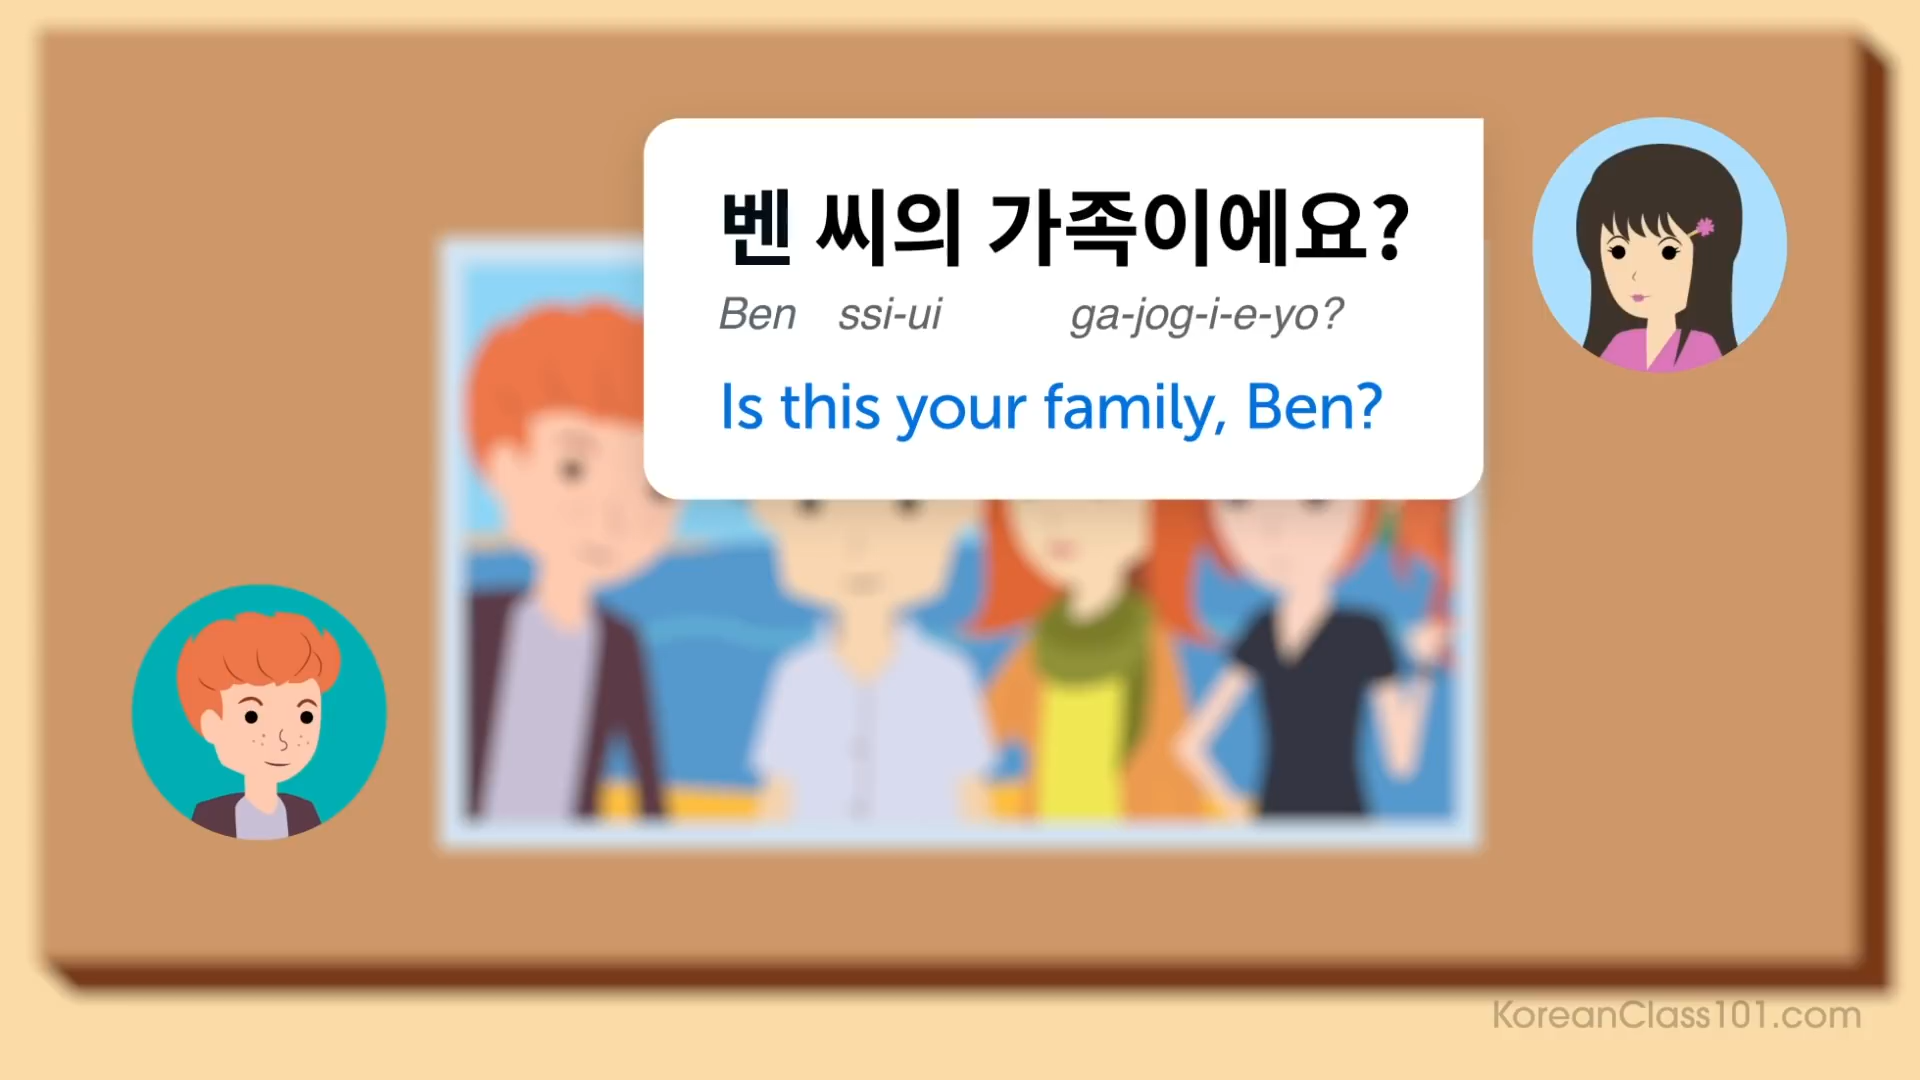 벤 씨의 가족이에요?
Ben ssi-ui ga-jog-i-e-yo?
Is this your family, Ben?
KoreanClass101.com